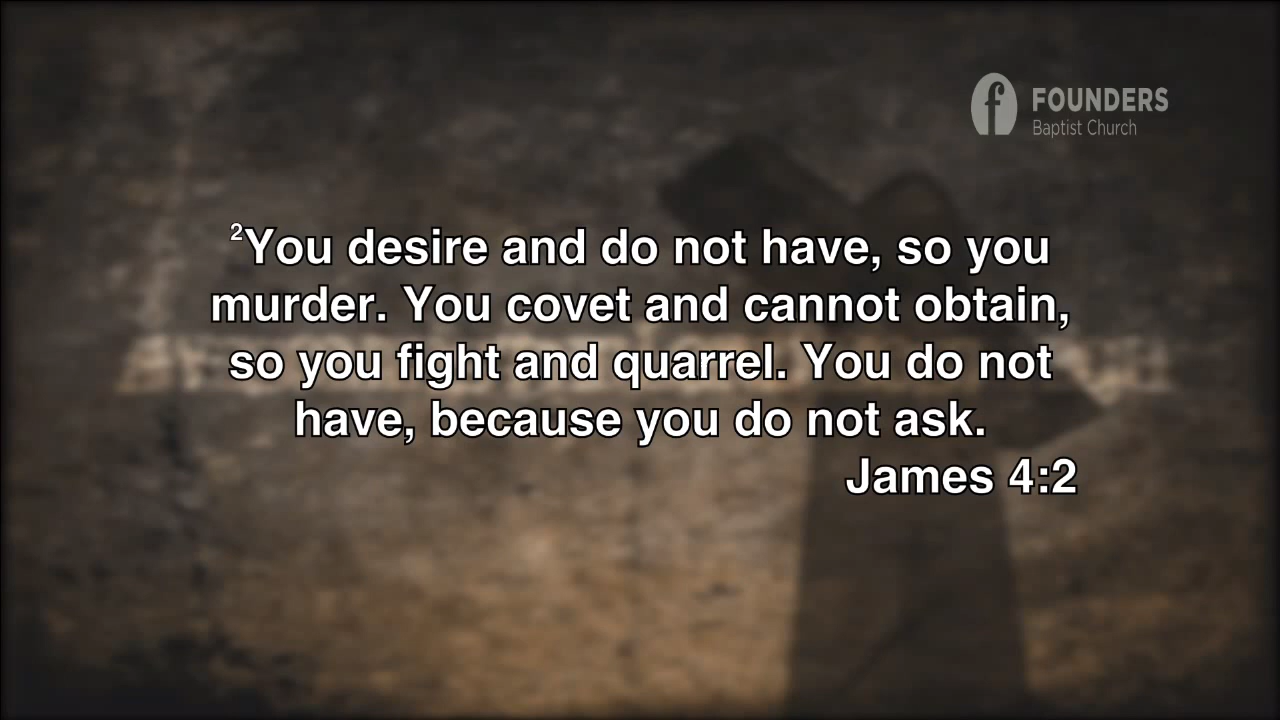 FOUNDERS
Baptist Church
²You desire and do not have, so you
murder. You covet and cannot obtain,
so you fight and quarrel. You do not
have, because you do not ask.
James 4:2